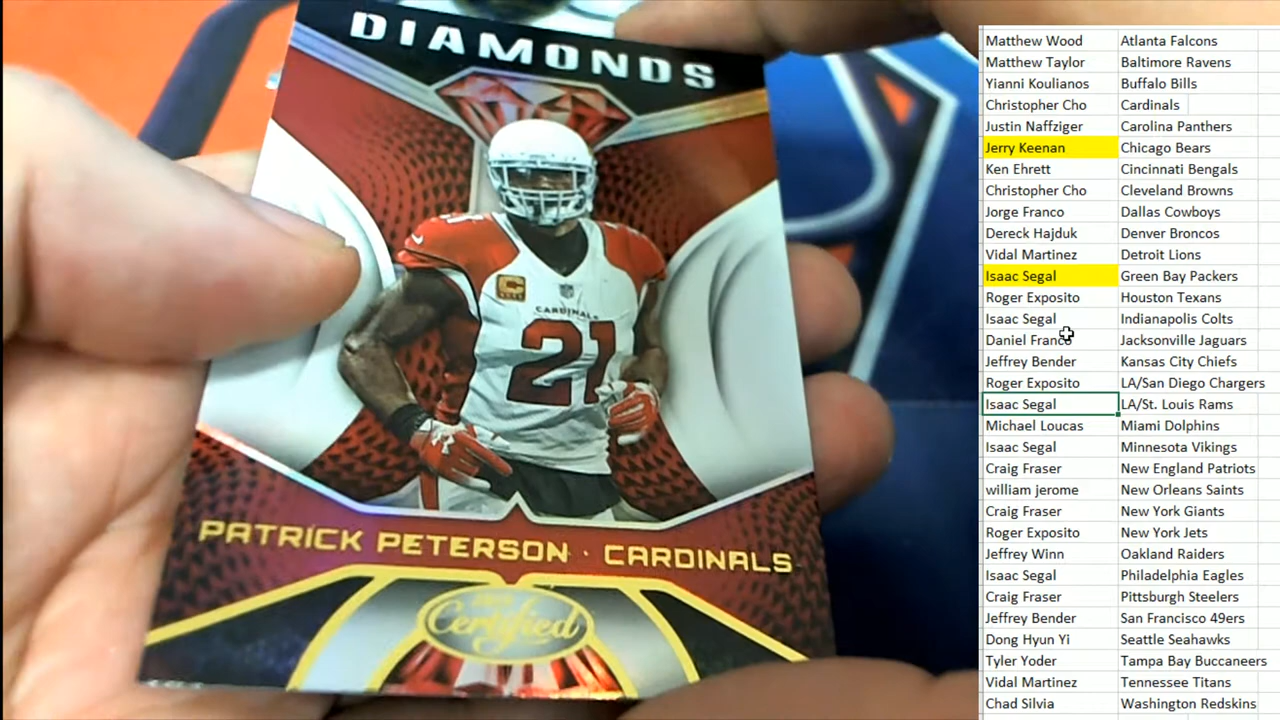 DIAMONDS
CARDINALS
21
PATRICK PETERSON · CARDINALS
Certified
Matthew Wood Atlanta Falcons
Matthew Taylor Baltimore Ravens
Yianni Koulianos Buffalo Bills
Christopher Cho Cardinals
Justin Naffziger Carolina Panthers
Jerry Keenan Chicago Bears
Ken Ehrett Cincinnati Bengals
Christopher Cho Cleveland Browns
Jorge Franco Dallas Cowboys
Dereck Hajduk Denver Broncos
Vidal Martinez Detroit Lions
Isaac Segal Green Bay Packers
Roger Exposito Houston Texans
Isaac Segal Indianapolis Colts
Daniel Franco Jacksonville Jaguars
Jeffrey Bender Kansas City Chiefs
Roger Exposito LA/San Diego Chargers
Isaac Segal LA/St. Louis Rams
Michael Loucas Miami Dolphins
Isaac Segal Minnesota Vikings
Craig Fraser New England Patriots
william jerome New Orleans Saints
Craig Fraser New York Giants
Roger Exposito New York Jets
Jeffrey Winn Oakland Raiders
Isaac Segal Philadelphia Eagles
Craig Fraser Pittsburgh Steelers
Jeffrey Bender San Francisco 49ers
Dong Hyun Yi Seattle Seahawks
Tyler Yoder Tampa Bay Buccaneers
Vidal Martinez Tennessee Titans
Chad Silvia Washington Redskins